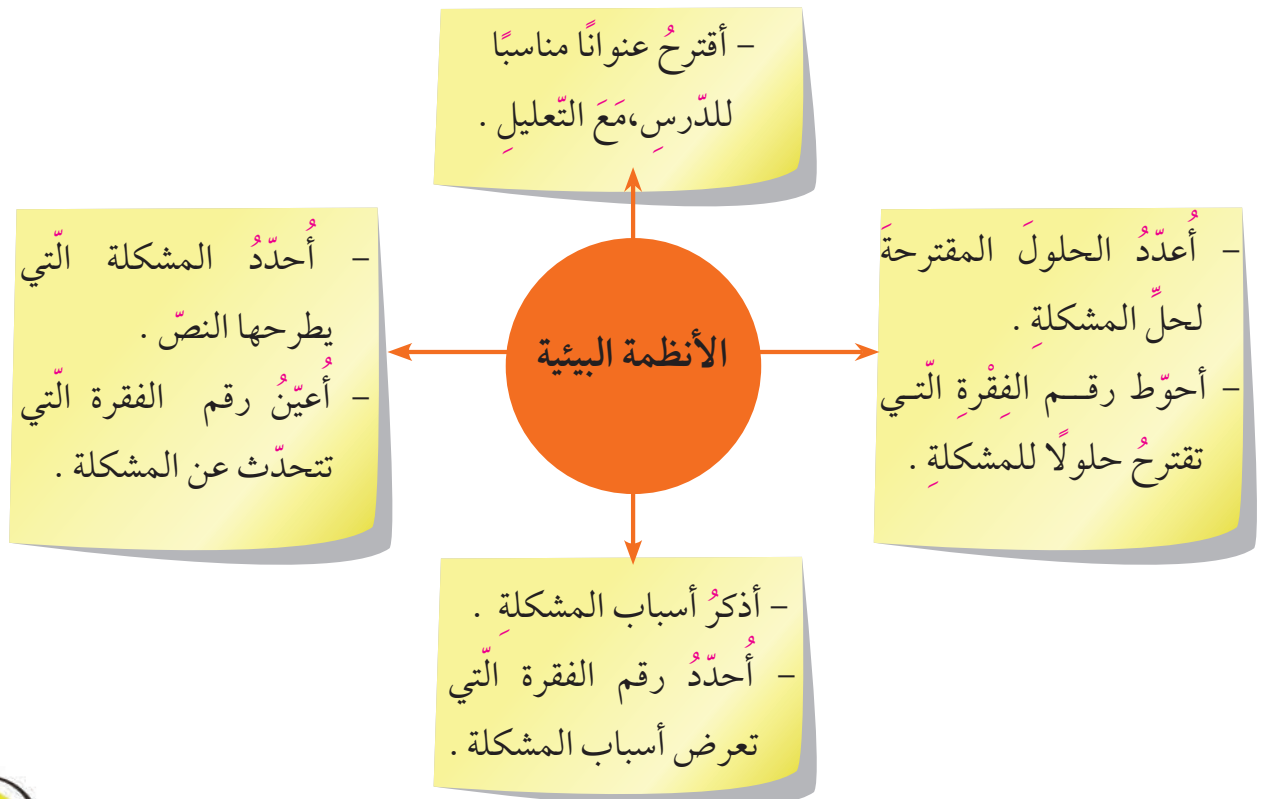 – أقترحُ عنوانًا مناسبًا
للدّرسِ،مَعَ التّعليلِ .
– أُعدّدُ الحلولَ المقترحةَ
لحلِّ المشكلةِ .
– أحوّط رقــم الفِقْرةِ الّتـي
تقترحُ حلولًا للمشكلةِ .
الأنظمة البيئية
– أُحدّدُ المشكلة الّتي
يطرحها النصّ .
– أُعيّنُ رقم الفقرة الّتي
تتحدّث عن المشكلة .
– أذكرُ أسباب المشكلةِ .
– أُحدّدُ رقم الفقرة الّتي
تعرض أسباب المشكلة .